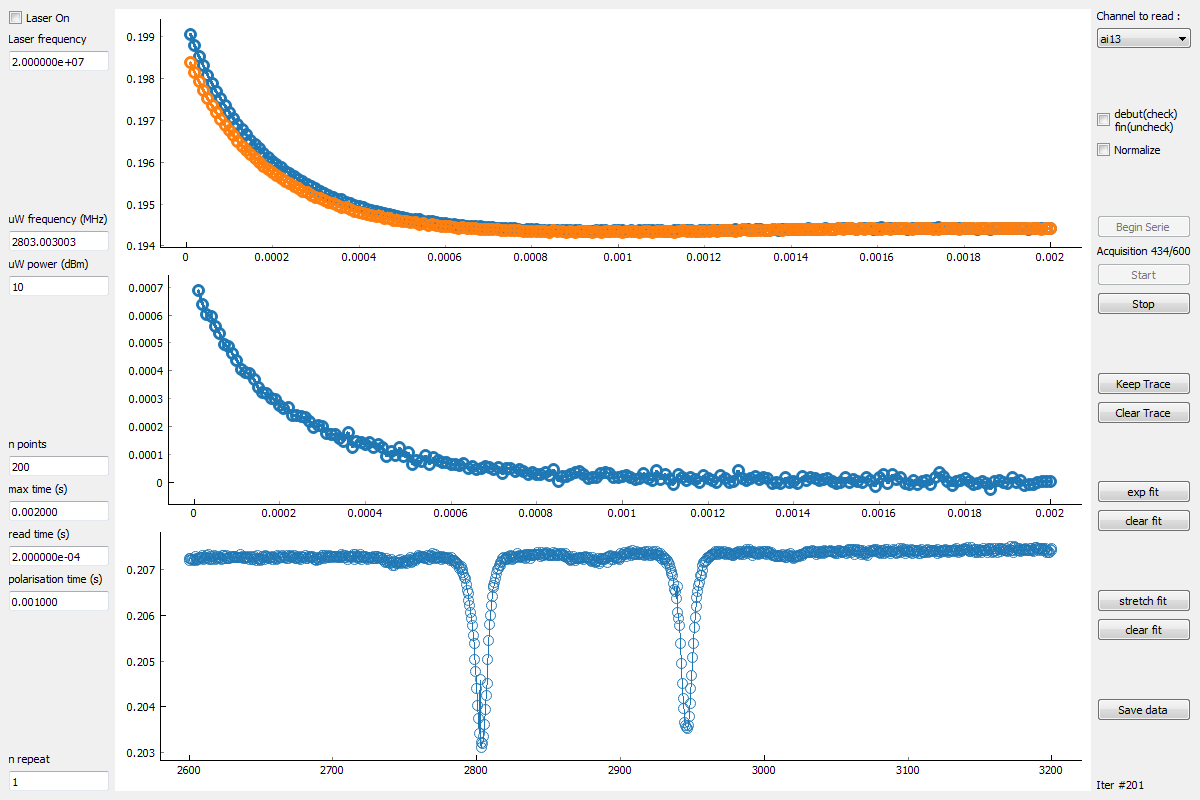 Laser On
Laser frequency
2.000000e+07
uW frequency (MHz)
2803.003003
uW power (dBm)
10
n points
200
max time (s)
0.002000
read time (s)
2.000000e-04
polarisation time (s)
0.001000
n repeat
1
0.199
0.198
0.197
0.196
0.195
0.194
0 0.0002 0.0004 0.0006 0.0008 0.001 0.0012 0.0014 0.0016 0.0018 0.002
0.0007
0.0006
0.0005
0.0004
0.0003
0.0002
0.0001
0
0 0.0002 0.0004 0.0006 0.0008 0.001 0.0012 0.0014 0.0016 0.0018 0.002
0.207
0.206
0.205
0.204
0.203
2600 2700 2800 2900 3000 3100 3200
Channel to read :
ai13
debut(check)
fin(uncheck)
Normalize
Begin Serie
Acquisition 434/600
Start
Stop
Keep Trace
Clear Trace
exp fit
clear fit
stretch fit
clear fit
Save data
Iter #201